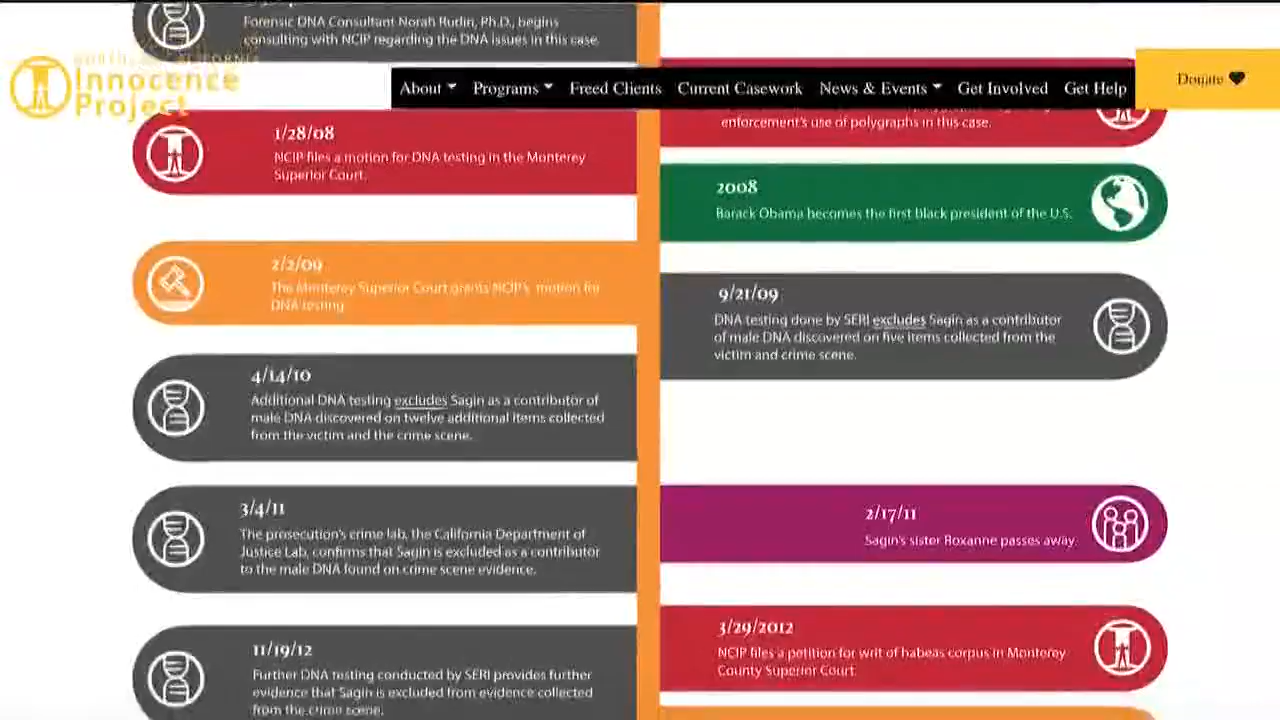 Forensic DNA Consultant Norah Rudin, Ph.D., begins
consulting with NCIP regarding the DNA issues in this case.
NORTHERN CALIFORNIA
Innocence
Project
About
Programs
Freed Clients
Current Casework
News & Events
Get Involved
Get Help
Donate
enforcement's use of polygraphs in this case.
1/28/08
NCIP files a motion for DNA testing in the Monterey
Superior Court.
2008
Barack Obama becomes the first black president of the U.S.
2/2/09
The Monterey Superior Court grants NCIP's motion for
DNA testing
9/21/09
DNA testing done by SERI excludes Sagin as a contributor
of male DNA discovered on five items collected from the
victim and crime scene.
4/14/10
Additional DNA testing excludes Sagin as a contributor of
male DNA discovered on twelve additional items collected
from the victim and the crime scene.
3/4/11
The prosecution's crime lab, the California Department of
Justice Lab, confirms that Sagin is excluded as a contributor
to the male DNA found on crime scene evidence.
2/17/11
Sagin's sister Roxanne passes away.
3/29/2012
NCIP files a petition for writ of habeas corpus in Monterey
County Superior Court.
11/19/12
Further DNA testing conducted by SERI provides further
evidence that Sagin is excluded from evidence collected
from the crime scene.